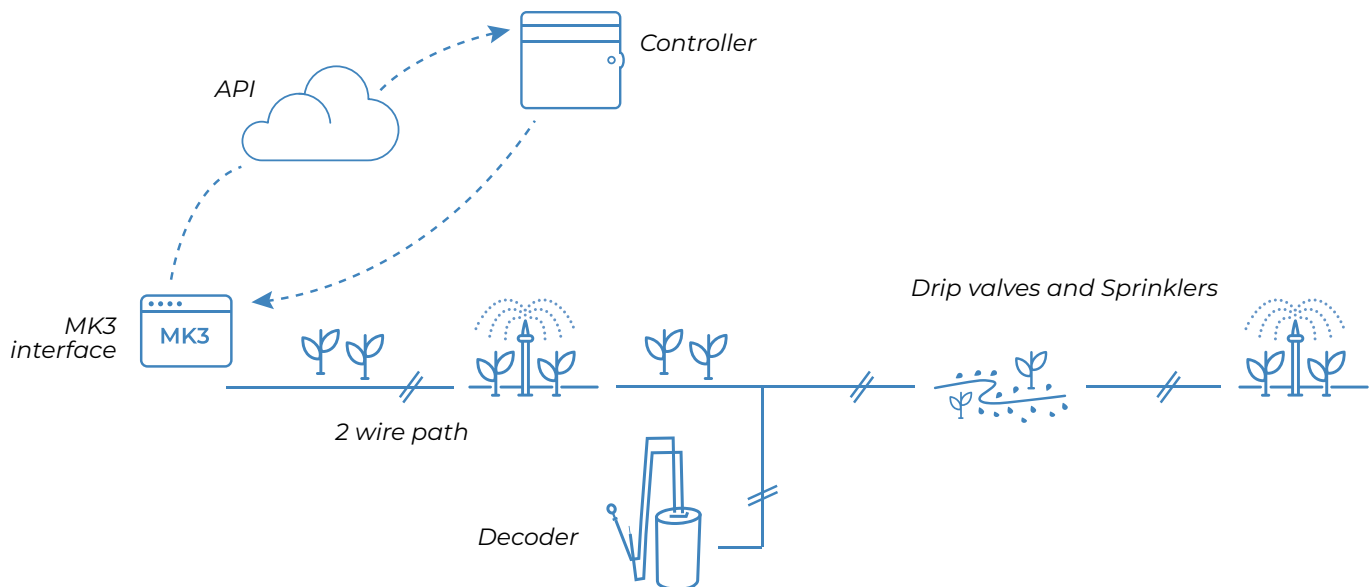 Controller
API
Drip valves and Sprinklers
MK3
interface
MK3
2 wire path
Decoder